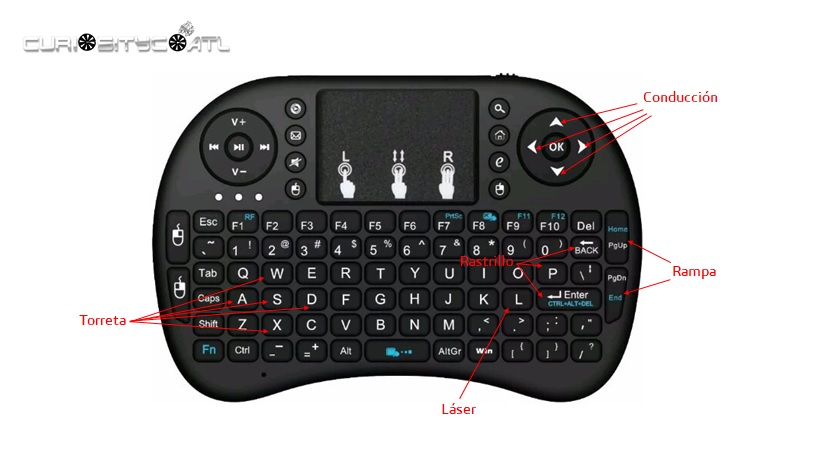 CURIOSITYCOATL
Conducción
V+
OK
V−
L
R
Esc
F1 RF
F2
F3
F4
F5
F6
F7 PrtSc
F8
F9 F11
F10 F12
Del
Home
~ `
1 !
2 @
3 #
4 $
5 %
6 ^
7 &
8 *
9 (
0 )
BACK
PgUp
Rastrillo
Rampa
Tab
Q
W
E
R
T
Y
U
I
O
P
\ ¦
PgDn
Caps
A
S
D
F
G
H
J
K
L
Enter
CTRL+ALT+DEL
End
Torreta
Shift
Z
X
C
V
B
N
M
, <
. >
; :
, "
Fn
Ctrl
− _
= +
Alt
AltGr
Win
[ {
] }
/ ?
Láser